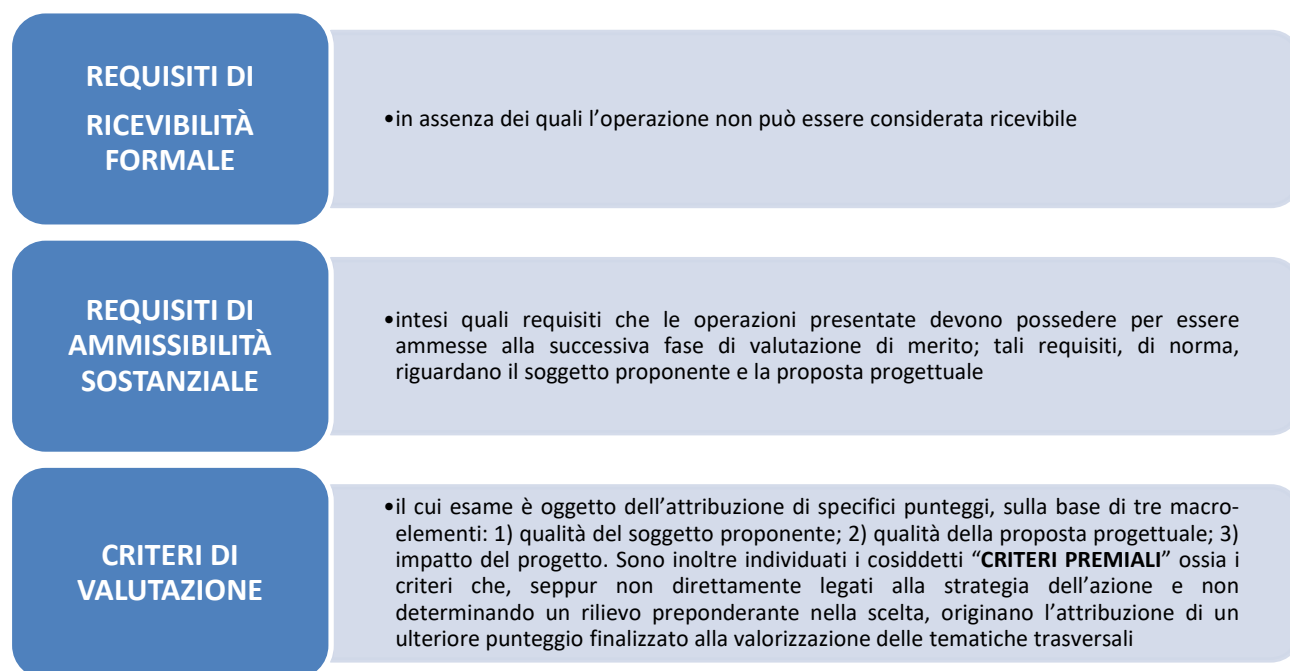 REQUISITI DI
RICEVIBILITÀ
FORMALE
•in assenza dei quali l’operazione non può essere considerata ricevibile
REQUISITI DI
AMMISSIBILITÀ
SOSTANZIALE
•intesi quali requisiti che le operazioni presentate devono possedere per essere
ammesse alla successiva fase di valutazione di merito; tali requisiti, di norma,
riguardano il soggetto proponente e la proposta progettuale
CRITERI DI
VALUTAZIONE
•il cui esame è oggetto dell’attribuzione di specifici punteggi, sulla base di tre macro-
elementi: 1) qualità del soggetto proponente; 2) qualità della proposta progettuale; 3)
impatto del progetto. Sono inoltre individuati i cosiddetti “CRITERI PREMIALI” ossia i
criteri che, seppur non direttamente legati alla strategia dell’azione e non
determinando un rilievo preponderante nella scelta, originano l’attribuzione di un
ulteriore punteggio finalizzato alla valorizzazione delle tematiche trasversali